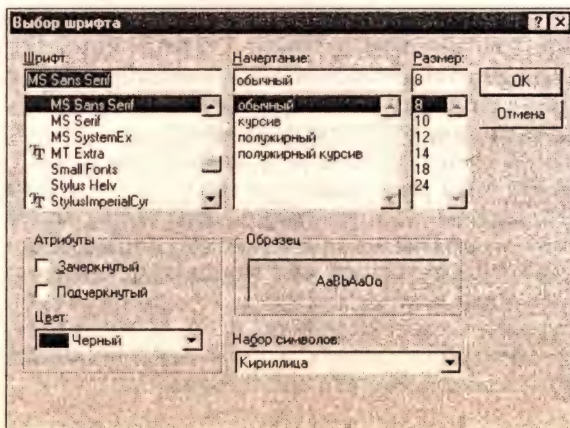 Выбор шрифта
Шрифт:
MS Sans Serif
MS Sans Serif
MS Serif
MS SystemEx
MT Extra
Small Fonts
Stylus Helv
StylusImperialCyr
Начертание:
обычный
обычный
курсив
полужирный
полужирный курсив
Размер:
8
8
10
12
14
18
24
OK
Отмена
Атрибуты
Зачеркнутый
Подчеркнутый
Цвет:
Черный
Образец
AaBbAaОо
Набор символов:
Кириллица